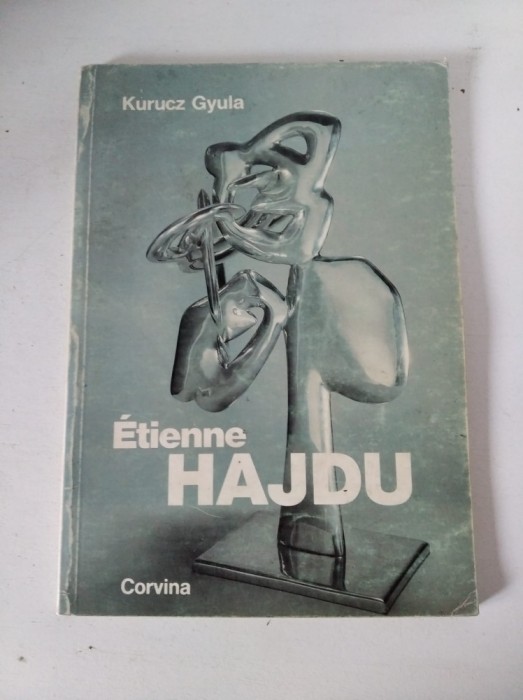 Kurucz Gyula
Étienne
HAJDU
Corvina